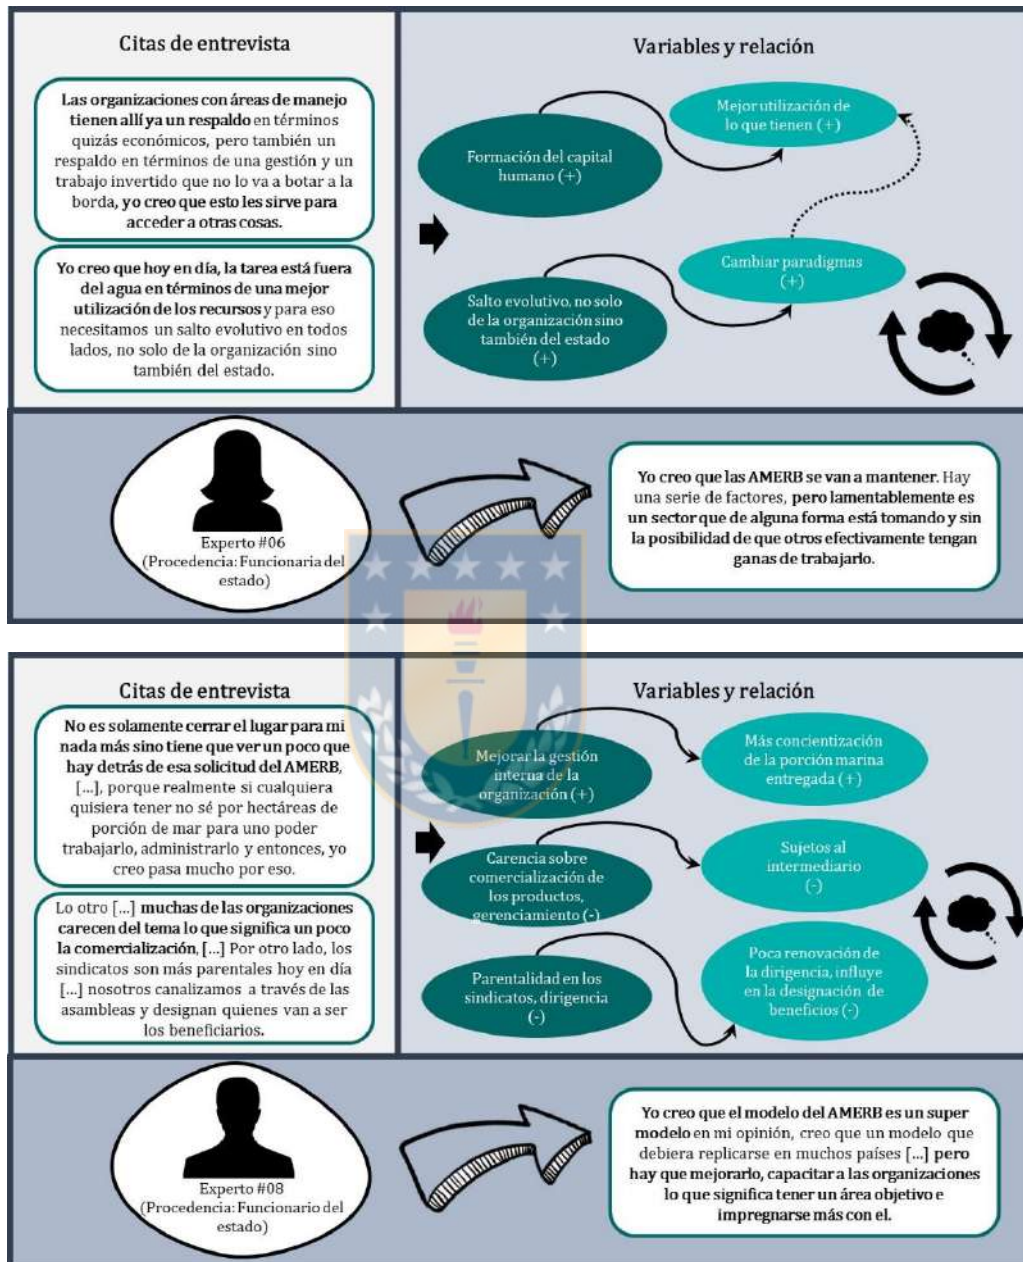 Citas de entrevista
Las organizaciones con áreas de manejo
tienen allí ya un respaldo en términos
quizás económicos, pero también un
respaldo en términos de una gestión y un
trabajo invertido que no lo va a botar a la
borda, yo creo que esto les sirve para
acceder a otras cosas.
Yo creo que hoy en día, la tarea está fuera
del agua en términos de una mejor
utilización de los recursos y para eso
necesitamos un salto evolutivo en todos
lados, no solo de la organización sino
también del estado.
Variables y relación
Formación del capital
humano (+)
Mejor utilización de
lo que tienen (+)
Salto evolutivo, no solo
de la organización sino
también del estado
(+)
Cambiar paradigmas
(+)
Experto #06
(Procedencia: Funcionaria del
estado)
Yo creo que las AMERB se van a mantener. Hay
una serie de factores, pero lamentablemente es
un sector que de alguna forma está tomando y sin
la posibilidad de que otros efectivamente tengan
ganas de trabajarlo.
Citas de entrevista
No es solamente cerrar el lugar para mi
nada más sino tiene que ver un poco que
hay detrás de esa solicitud del AMERB,
[...], porque realmente si cualquiera
quisiera tener no sé por hectáreas de
porción de mar para uno poder
trabajarlo, administrarlo y entonces, yo
creo pasa mucho por eso.
Lo otro [...] muchas de las organizaciones
carecen del tema lo que significa un poco
la comercialización, [...] Por otro lado, los
sindicatos son más parentales hoy en día
[...] nosotros canalizamos a través de las
asambleas y designan quienes van a ser
los beneficiarios.
Variables y relación
Mejorar la gestión
interna de la
organización (+)
Más concientización
de la porción marina
entregada (+)
Carencia sobre
comercialización de
los productos,
gerenciamiento (-)
Sujetos al
intermediario
(-)
Parentalidad en los
sindicatos, dirigencia
(-)
Poca renovación de
la dirigencia, influye
en la designación de
beneficios (-)
Experto #08
(Procedencia: Funcionario del
estado)
Yo creo que el modelo del AMERB es un super
modelo en mi opinión, creo que un modelo que
debiera replicarse en muchos países [...] pero
hay que mejorarlo, capacitar a las organizaciones
lo que significa tener un área objetivo e
impregnarse más con el.